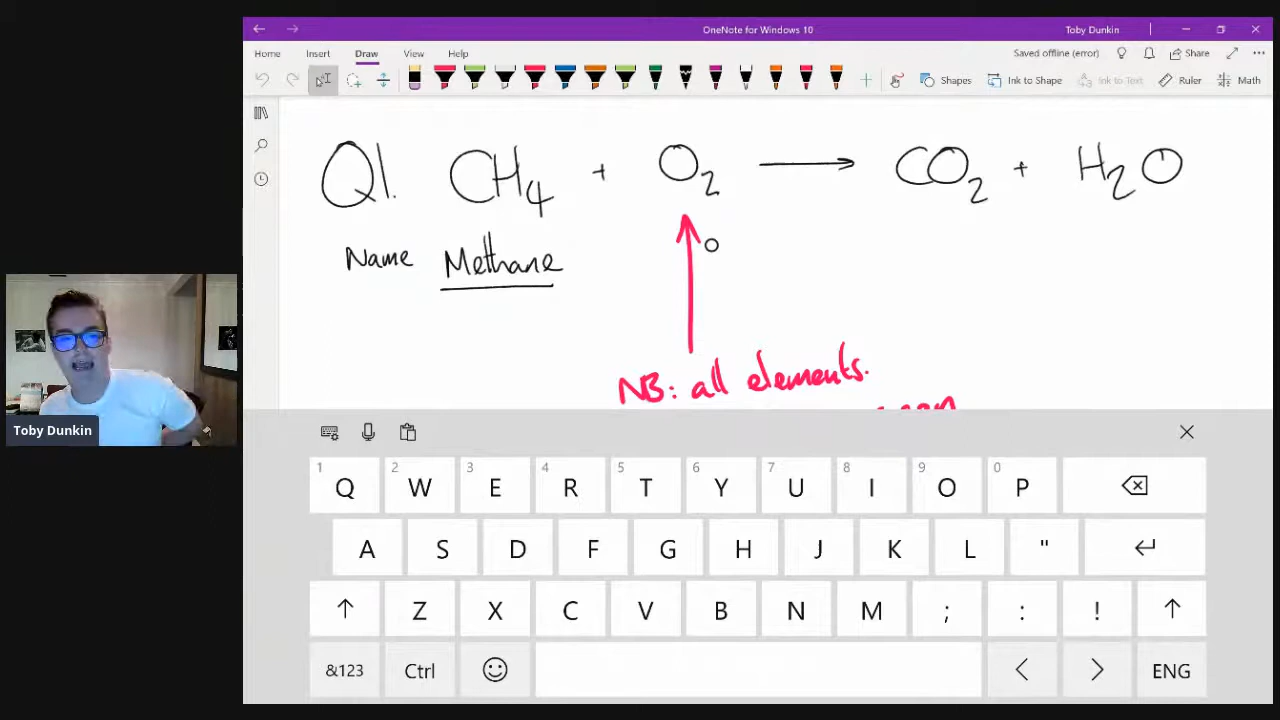 OneNote for Windows 10
Toby Dunkin
Home Insert Draw View Help
Saved offline (error)
Share
Shapes
Ink to Shape
Ink to Text
Ruler
Math
Q1. CH4 + O2 → CO2 + H2O
Name Methane
NB: all elements.
Toby Dunkin
1 2 3 4 5 6 7 8 9 0
Q W E R T Y U I O P
A S D F G H J K L "
Z X C V B N M ; : !
&123 Ctrl < > ENG